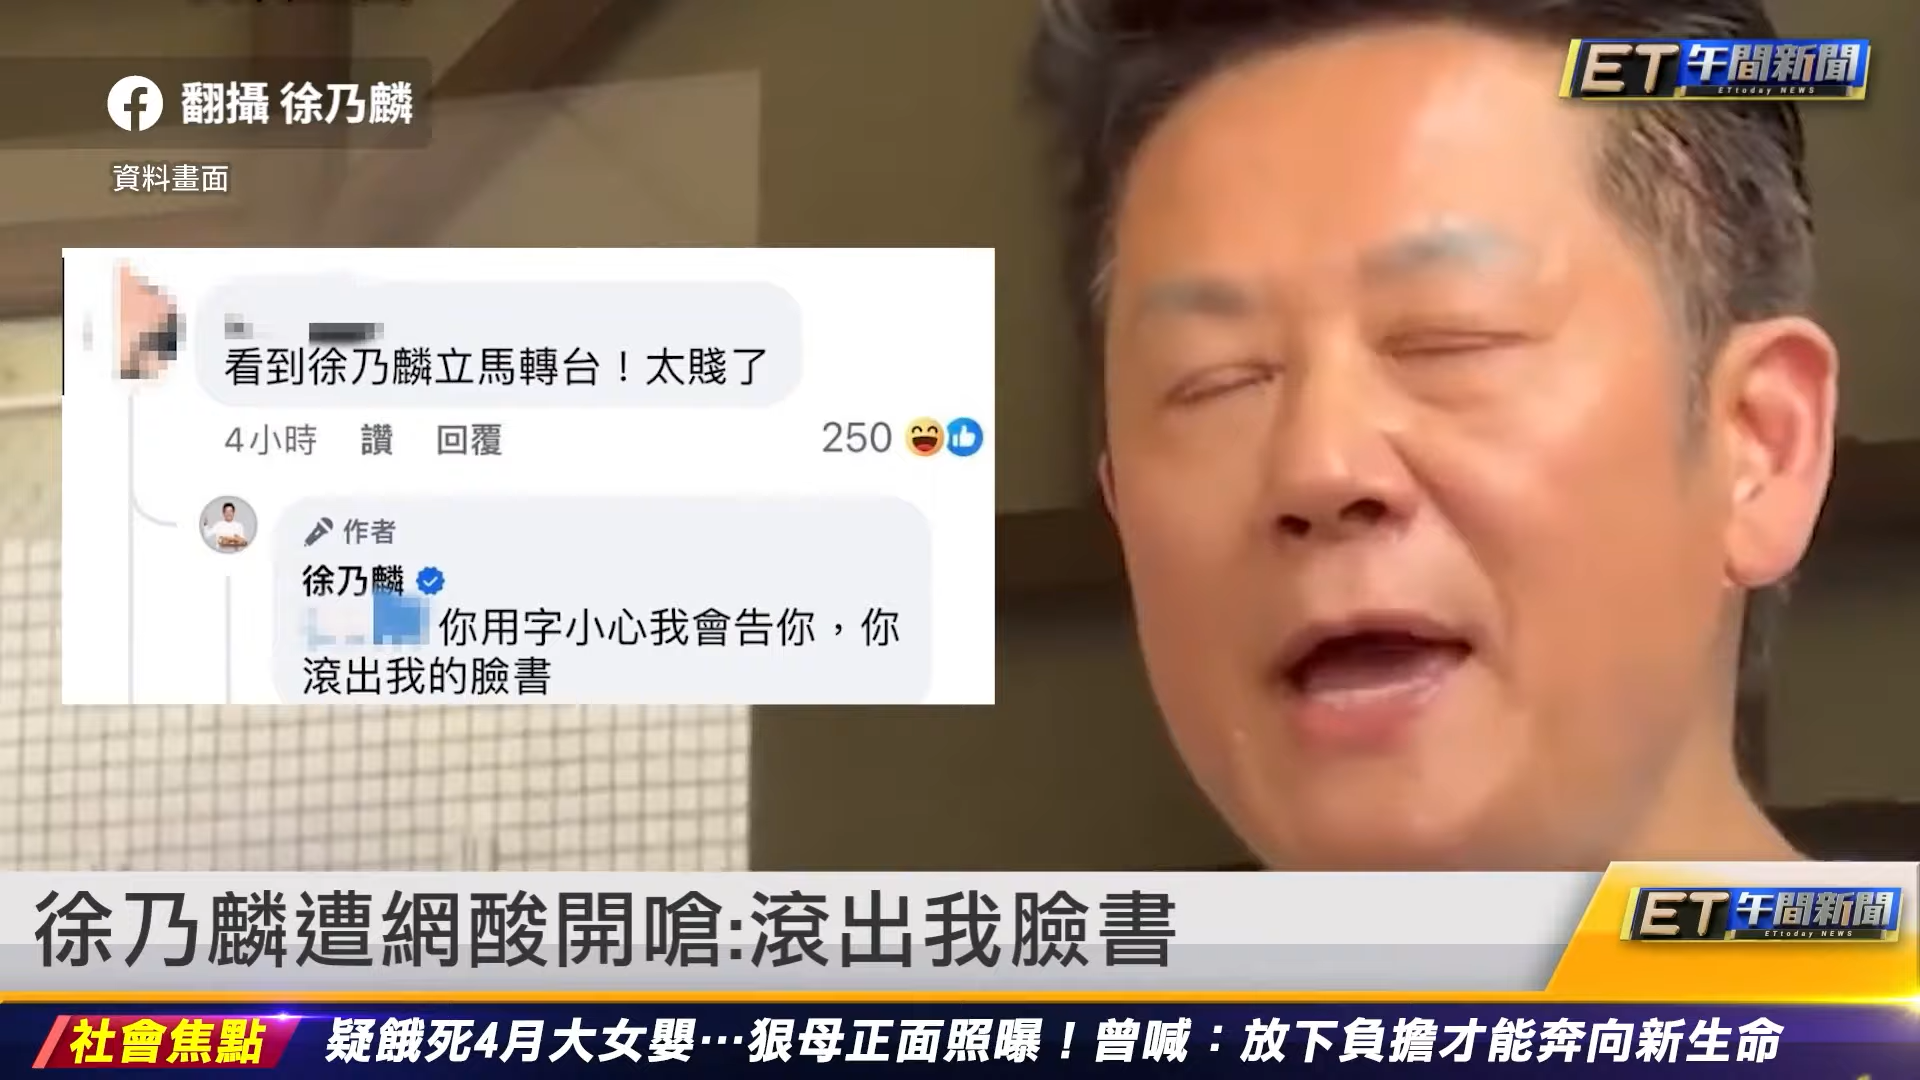 翻攝 徐乃麟
資料畫面
ET午間新聞
ETtoday NEWS
看到徐乃麟立馬轉台！太賤了
4小時 讚 回覆 250
作者
徐乃麟
你用字小心我會告你，你
滾出我的臉書
徐乃麟遭網酸開嗆:滾出我臉書
ET午間新聞
ETtoday NEWS
社會焦點 疑餓死4月大女嬰…狠母正面照曝！曾喊：放下負擔才能奔向新生命